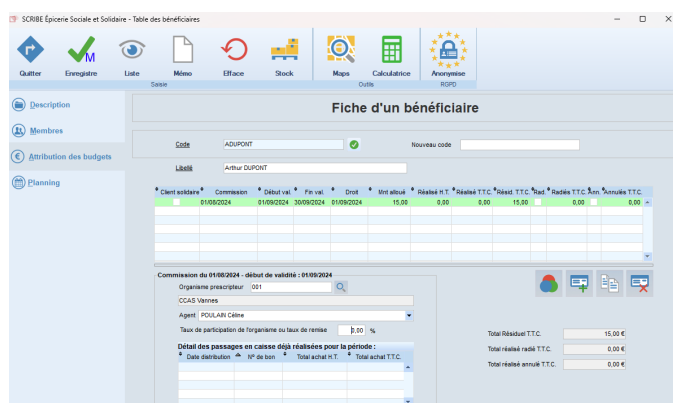 SCRIBE Épicerie Sociale et Solidaire - Table des bénéficiaires
Quitter Enregistre Liste Mémo Efface Stock Maps Calculatrice Anonymise
Saisie Outils RGPD
Description
Membres
Attribution des budgets
Planning
Fiche d'un bénéficiaire
Code ADUPONT Nouveau code
Libellé Arthur DUPONT
Client solidaire Commission Début val. Fin val. Droit Mnt alloué Réalisé H.T. Réalisé T.T.C. Résid. T.T.C. Rad. Radiés T.T.C. Ann. Annulés T.T.C.
01/08/2024 01/09/2024 30/09/2024 01/09/2024 15,00 0,00 0,00 15,00 0,00 0,00
Commission du 01/08/2024 - début de validité : 01/09/2024
Organisme prescripteur 001
CCAS Vannes
Agent POULAIN Céline
Taux de participation de l'organisme ou taux de remise 0,00 %
Détail des passages en caisse déjà réalisées pour la période :
Date distribution N° de bon Total achat H.T. Total achat T.T.C.
Total Résiduel T.T.C. 15,00 €
Total réalisé radié T.T.C. 0,00 €
Total réalisé annulé T.T.C. 0,00 €